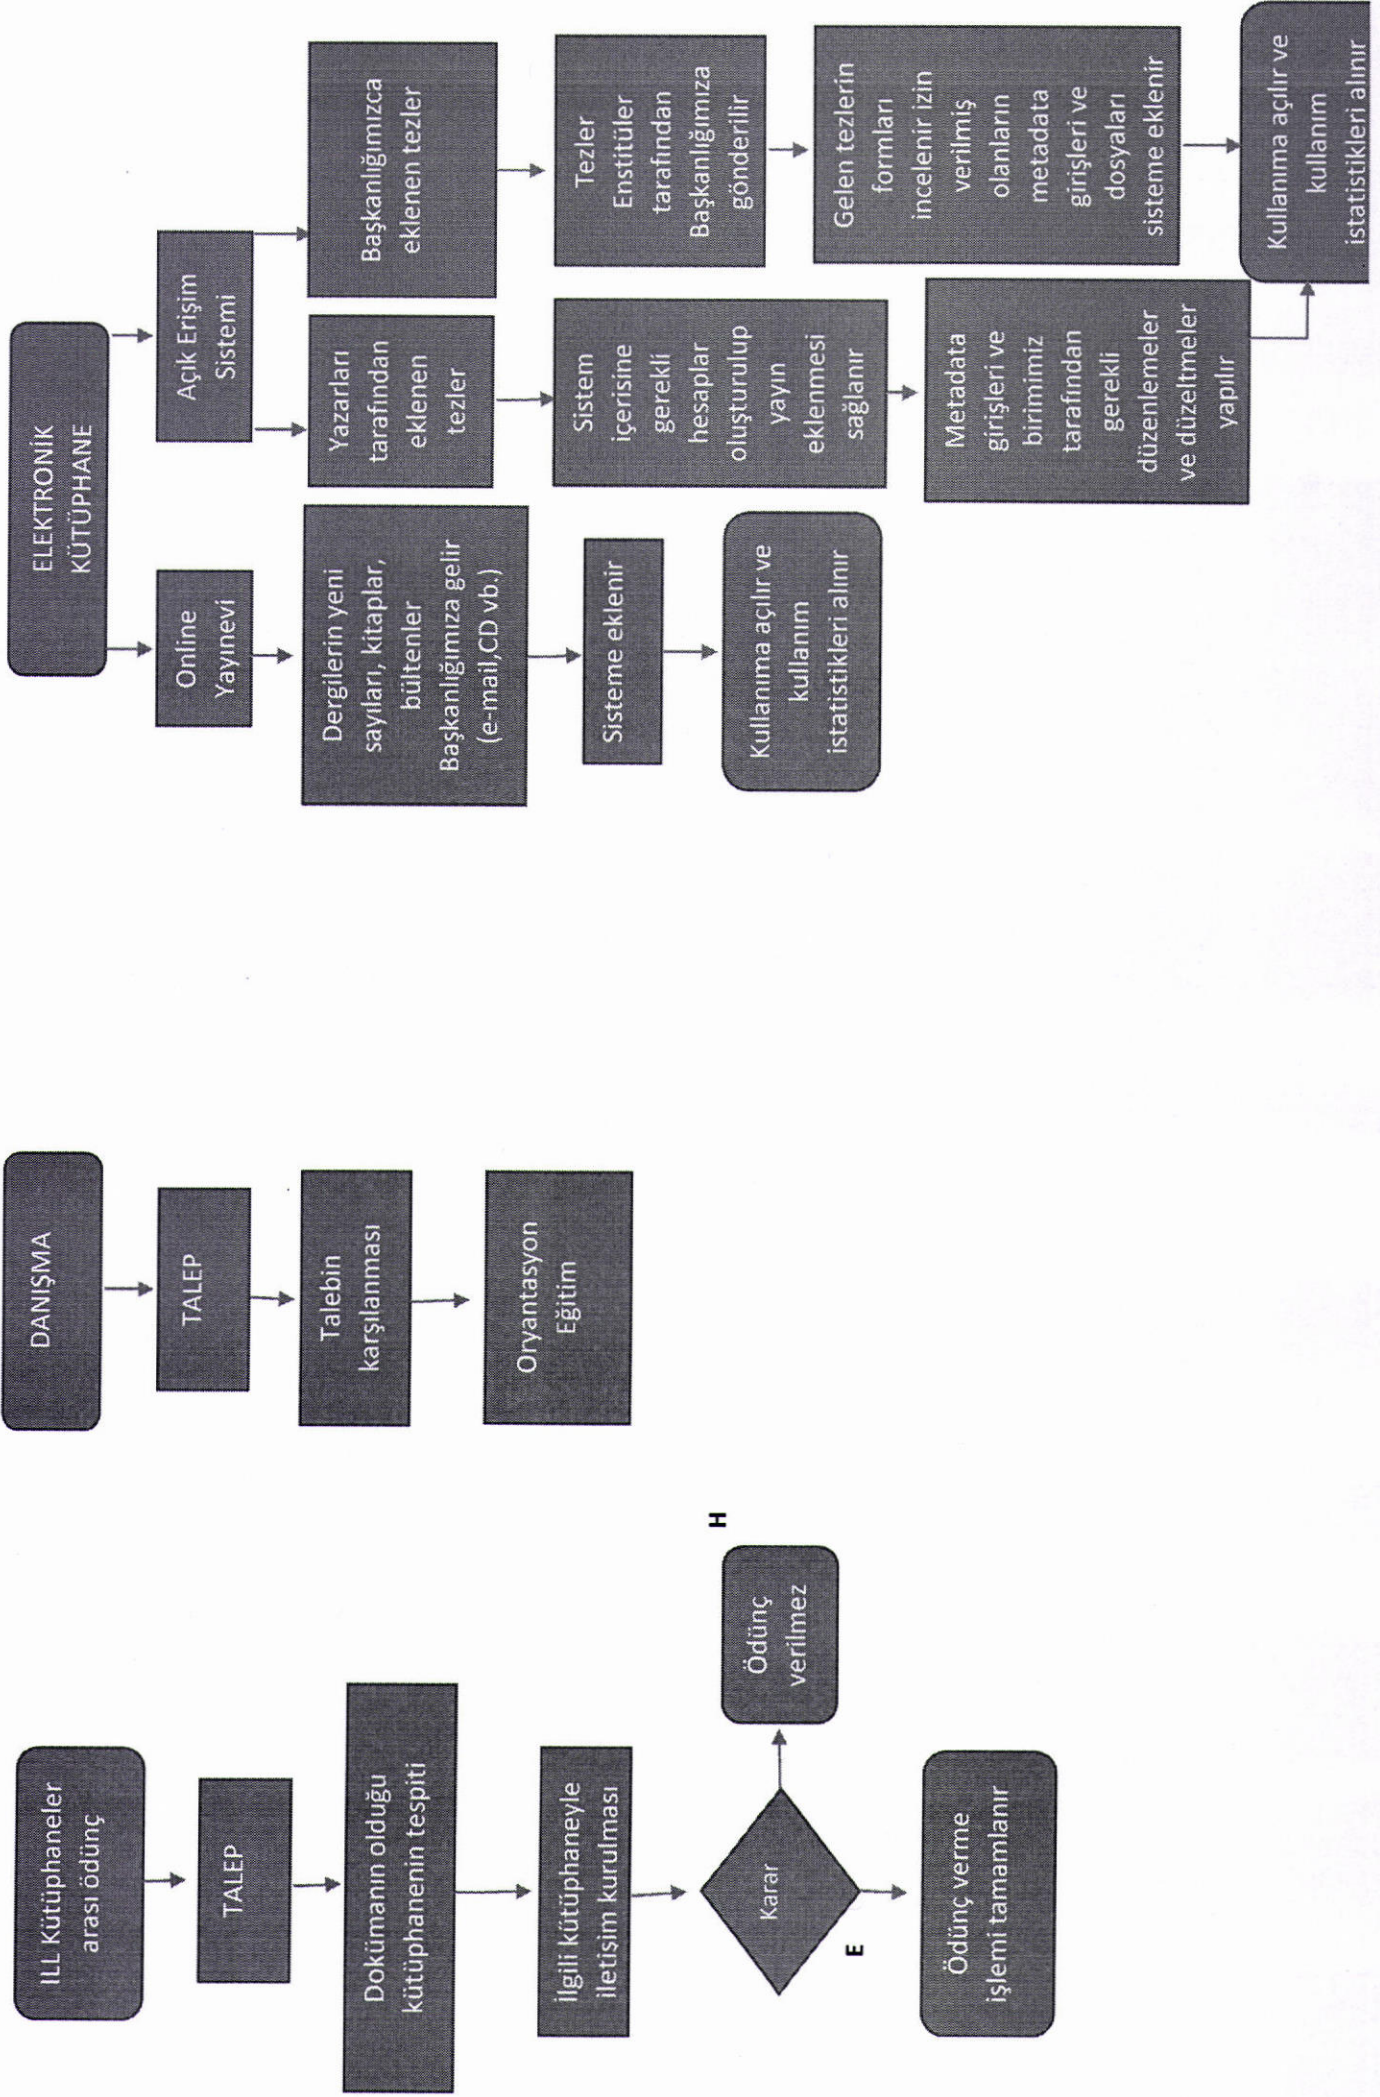 ILL Kütüphaneler
arası ödünç
TALEP
Dokümanın olduğu
kütüphanenin tespiti
İlgili kütüphaneyle
iletişim kurulması
Karar
H
Ödünç
verilmez
E
Ödünç verme
işlemi tamamlanır
DANIŞMA
TALEP
Talebin
karşılanması
Oryantasyon
Eğitim
ELEKTRONİK
KÜTÜPHANE
Online
Yayınevi
Dergilerin yeni
sayıları, kitaplar,
bültenler
Başkanlığımıza gelir
(e-mail,CD vb.)
Sisteme eklenir
Kullanıma açılır ve
kullanım
istatistikleri alınır
Açık Erişim
Sistemi
Yazarları
tarafından
eklenen
tezler
Sistem
içerisine
gerekli
hesaplar
oluşturulup
yayın
eklenmesi
sağlanır
Metadata
girişleri ve
birimimiz
tarafından
gerekli
düzenlemeler
ve düzeltmeler
yapılır
Başkanlığımızca
eklenen tezler
Tezler
Enstitüler
tarafından
Başkanlığımıza
gönderilir
Gelen tezlerin
formları
incelenir izin
verilmiş
olanların
metadata
girişleri ve
dosyaları
sisteme eklenir
Kullanıma açılır ve
kullanım
istatistikleri alınır